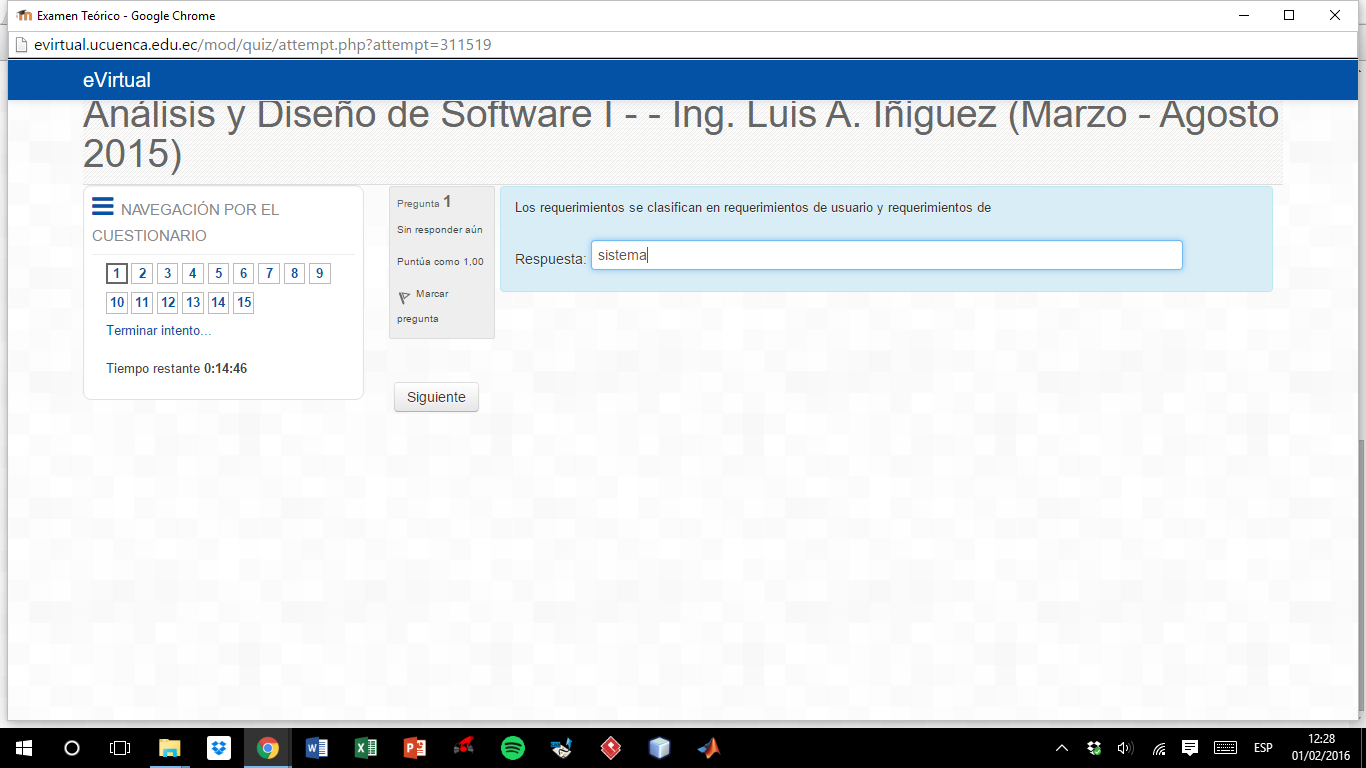 Examen Teórico - Google Chrome
evirtual.ucuenca.edu.ec/mod/quiz/attempt.php?attempt=311519
eVirtual
Análisis y Diseño de Software I - - Ing. Luis A. Iñiguez (Marzo - Agosto
2015)
NAVEGACIÓN POR EL
CUESTIONARIO
1 2 3 4 5 6 7 8 9
10 11 12 13 14 15
Terminar intento...
Tiempo restante 0:14:46
Pregunta 1
Sin responder aún
Puntúa como 1,00
Marcar
pregunta
Los requerimientos se clasifican en requerimientos de usuario y requerimientos de
Respuesta: sistema
Siguiente
ESP
12:28
01/02/2016